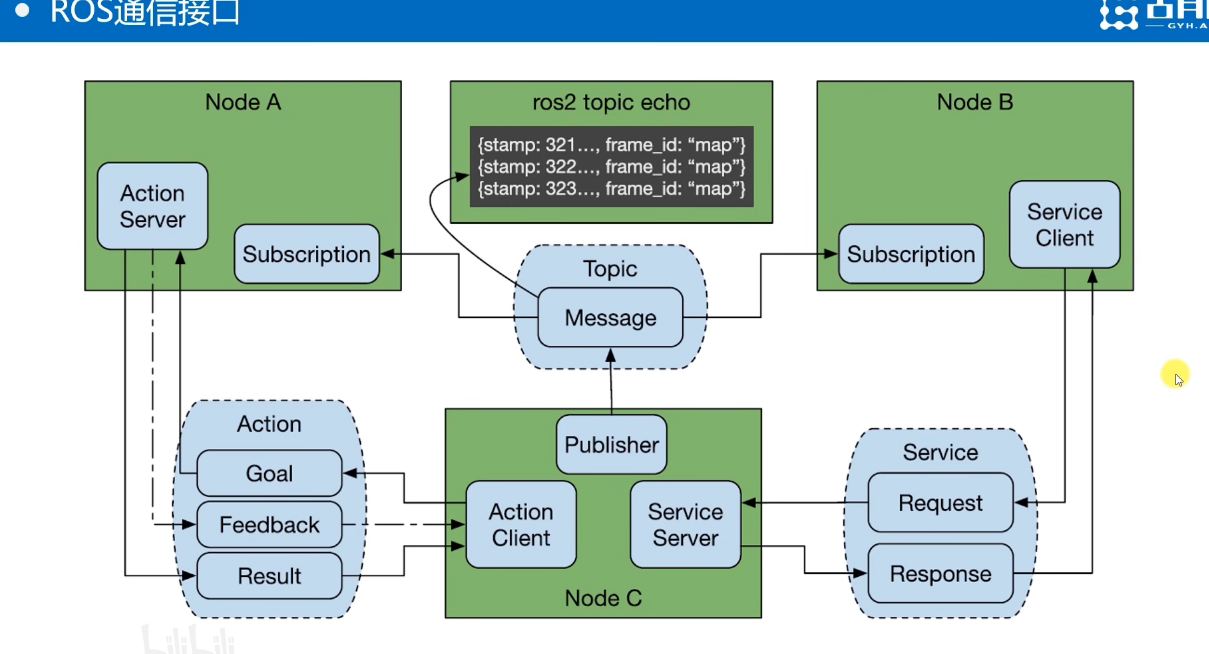 • ROS通信接口
GYH.A
Node A
Action
Server
Subscription
ros2 topic echo
{stamp: 321..., frame_id: “map”}
{stamp: 322..., frame_id: “map”}
{stamp: 323..., frame_id: “map”}
Node B
Service
Client
Subscription
Topic
Message
Action
Goal
Feedback
Result
Publisher
Action
Client
Service
Server
Node C
Service
Request
Response
bilibili